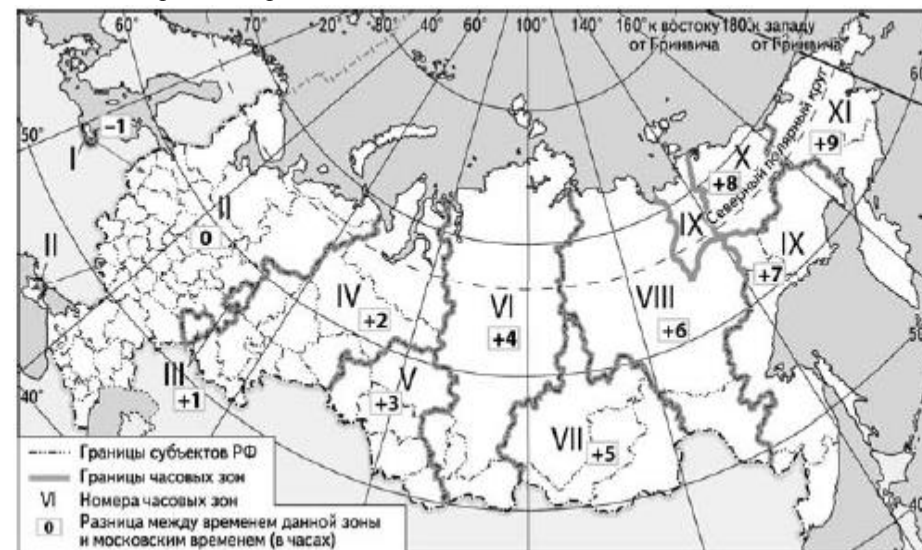 60° 70° 80° 40° 80° 100° 120° 140° 160° к востоку 180° к западу
от Гринвича от Гринвича
60
50°
-1
I
XI
+9
X
+8
Северный полярный круг
II
0
IX
II
IX
+7
IV
+2
VI
+4
VIII
+6
50
III
+1
V
+3
40°
VII
+5
40
Границы субъектов РФ
Границы часовых зон
VI Номера часовых зон
0 Разница между временем данной зоны
и московским временем (в часах)